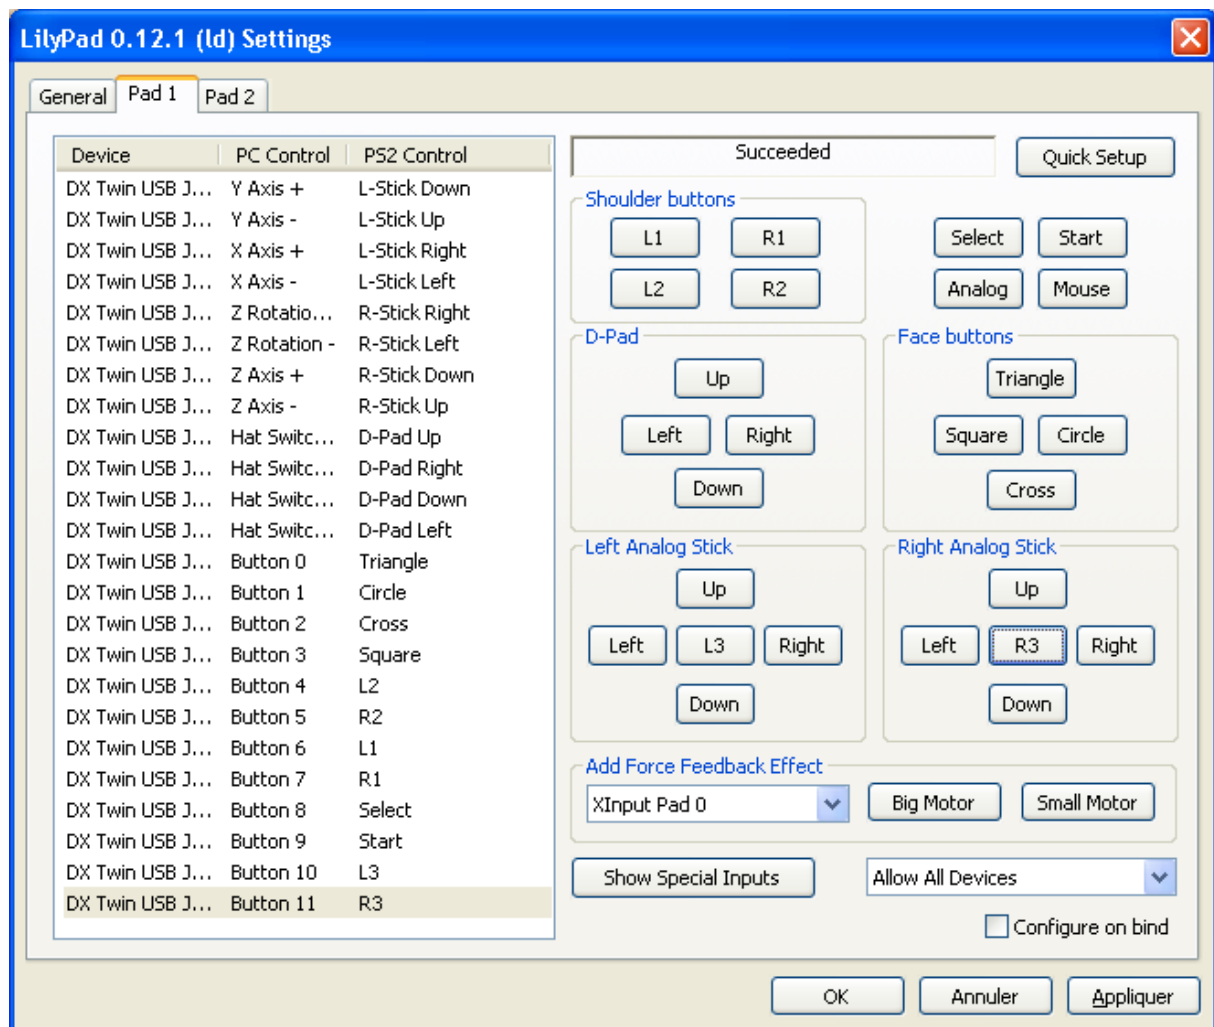 LilyPad 0.12.1 (ld) Settings
General Pad 1 Pad 2
Device PC Control PS2 Control
DX Twin USB J... Y Axis + L-Stick Down
DX Twin USB J... Y Axis - L-Stick Up
DX Twin USB J... X Axis + L-Stick Right
DX Twin USB J... X Axis - L-Stick Left
DX Twin USB J... Z Rotatio... R-Stick Right
DX Twin USB J... Z Rotation - R-Stick Left
DX Twin USB J... Z Axis + R-Stick Down
DX Twin USB J... Z Axis - R-Stick Up
DX Twin USB J... Hat Switc... D-Pad Up
DX Twin USB J... Hat Switc... D-Pad Right
DX Twin USB J... Hat Switc... D-Pad Down
DX Twin USB J... Hat Switc... D-Pad Left
DX Twin USB J... Button 0 Triangle
DX Twin USB J... Button 1 Circle
DX Twin USB J... Button 2 Cross
DX Twin USB J... Button 3 Square
DX Twin USB J... Button 4 L2
DX Twin USB J... Button 5 R2
DX Twin USB J... Button 6 L1
DX Twin USB J... Button 7 R1
DX Twin USB J... Button 8 Select
DX Twin USB J... Button 9 Start
DX Twin USB J... Button 10 L3
DX Twin USB J... Button 11 R3
Succeeded Quick Setup
Shoulder buttons
L1 R1
L2 R2
Select Start
Analog Mouse
D-Pad
Up
Left Right
Down
Face buttons
Triangle
Square Circle
Cross
Left Analog Stick
Up
Left L3 Right
Down
Right Analog Stick
Up
Left R3 Right
Down
Add Force Feedback Effect
XInput Pad 0 Big Motor Small Motor
Show Special Inputs Allow All Devices
Configure on bind
OK Annuler Appliquer